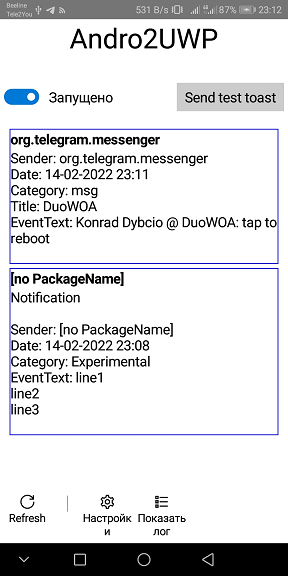 Beeline
Tele2You
531 B/s
87%
23:12
Andro2UWP
Запущено
Send test toast
org.telegram.messenger
Sender: org.telegram.messenger
Date: 14-02-2022 23:11
Category: msg
Title: DuoWOA
EventText: Konrad Dybcio @ DuoWOA: tap to
reboot
[no PackageName]
Notification
Sender: [no PackageName]
Date: 14-02-2022 23:08
Category: Experimental
EventText: line1
line2
line3
Refresh
Настройк
и
Показать
лог